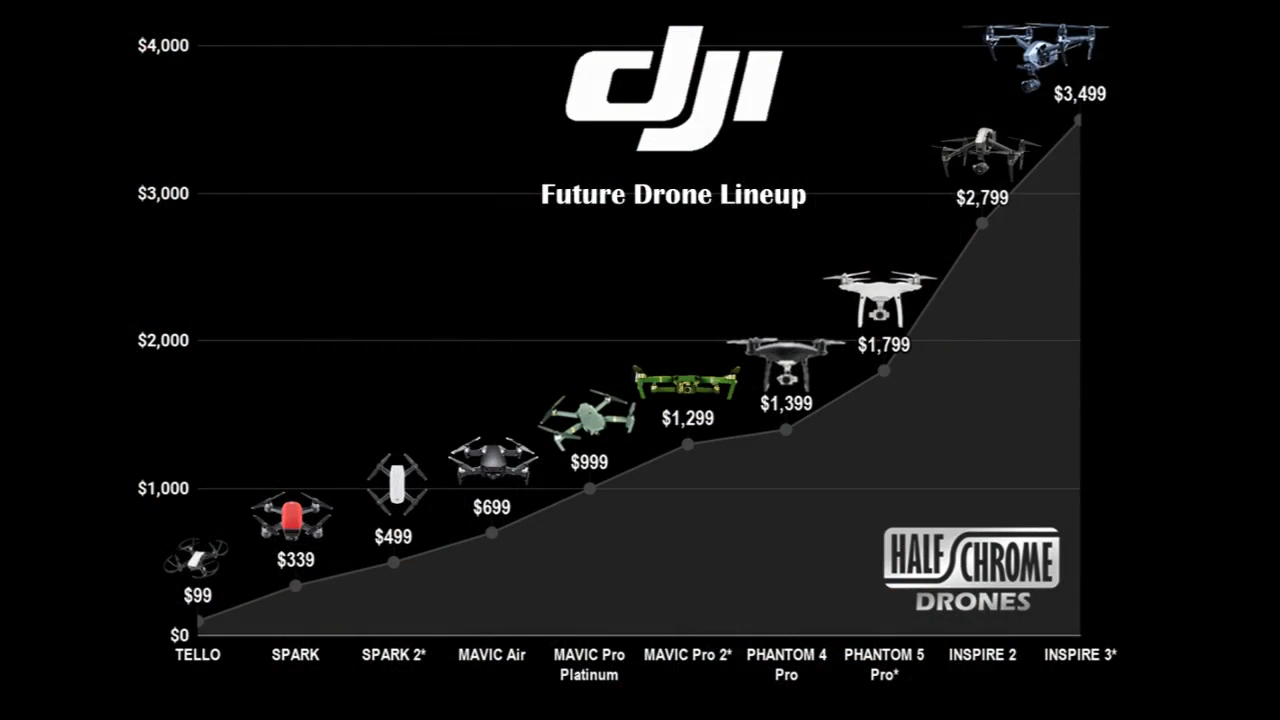 dji
Future Drone Lineup
$4,000
$3,000
$2,000
$1,000
$0
$99
$339
$499
$699
$999
$1,299
$1,399
$1,799
$2,799
$3,499
TELLO
SPARK
SPARK 2*
MAVIC Air
MAVIC Pro
Platinum
MAVIC Pro 2*
PHANTOM 4
Pro
PHANTOM 5
Pro*
INSPIRE 2
INSPIRE 3*
HALF CHROME
DRONES